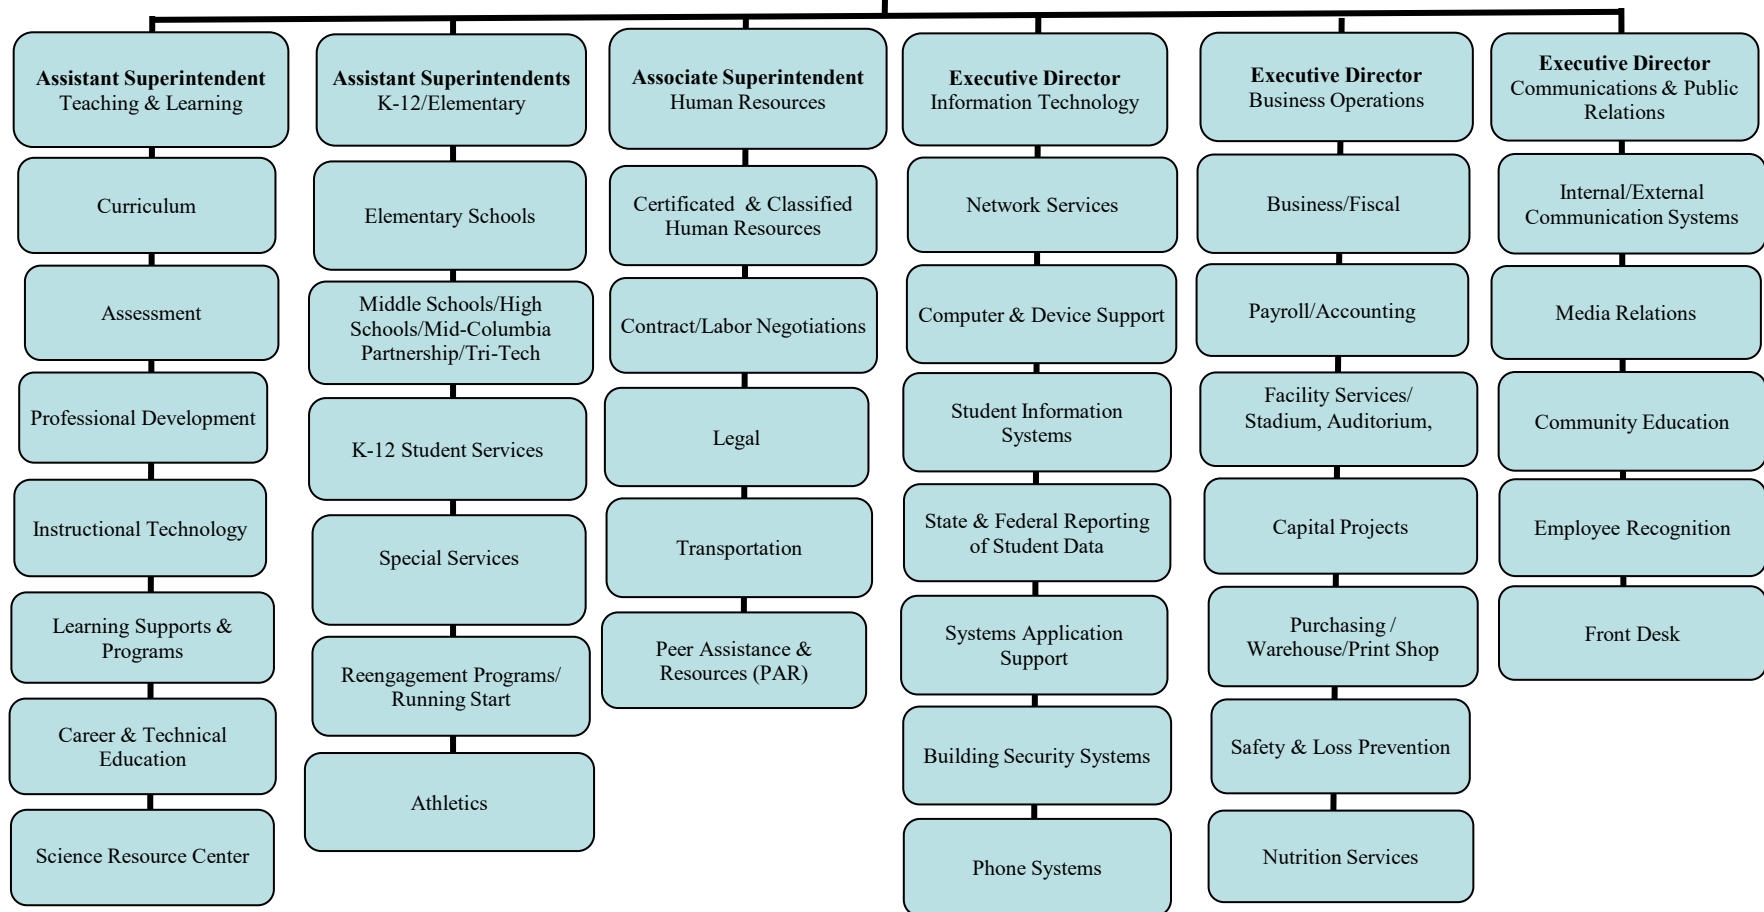 Assistant Superintendent
Teaching & Learning
Curriculum
Assessment
Professional Development
Instructional Technology
Learning Supports &
Programs
Career & Technical
Education
Science Resource Center
Assistant Superintendents
K-12/Elementary
Elementary Schools
Middle Schools/High
Schools/Mid-Columbia
Partnership/Tri-Tech
K-12 Student Services
Special Services
Reengagement Programs/
Running Start
Athletics
Associate Superintendent
Human Resources
Certificated & Classified
Human Resources
Contract/Labor Negotiations
Legal
Transportation
Peer Assistance &
Resources (PAR)
Executive Director
Information Technology
Network Services
Computer & Device Support
Student Information
Systems
State & Federal Reporting
of Student Data
Systems Application
Support
Building Security Systems
Phone Systems
Executive Director
Business Operations
Business/Fiscal
Payroll/Accounting
Facility Services/
Stadium, Auditorium,
Capital Projects
Purchasing /
Warehouse/Print Shop
Safety & Loss Prevention
Nutrition Services
Executive Director
Communications & Public
Relations
Internal/External
Communication Systems
Media Relations
Community Education
Employee Recognition
Front Desk